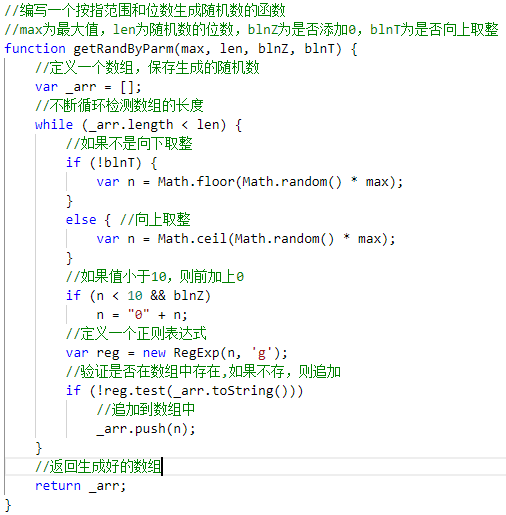 //编写一个按指范围和位数生成随机数的函数
//max为最大值，len为随机数的位数，blnZ为是否添加0，blnT为是否向上取整
function getRandByParm(max, len, blnZ, blnT) {
//定义一个数组，保存生成的随机数
var _arr = [];
//不断循环检测数组的长度
while (_arr.length < len) {
//如果不是向下取整
if (!blnT) {
var n = Math.floor(Math.random() * max);
}
else { //向上取整
var n = Math.ceil(Math.random() * max);
}
//如果值小于10，则前加上0
if (n < 10 && blnZ)
n = "0" + n;
//定义一个正则表达式
var reg = new RegExp(n, 'g');
//验证是否在数组中存在,如果不存，则追加
if (!reg.test(_arr.toString()))
//追加到数组中
_arr.push(n);
}
//返回生成好的数组
return _arr;
}